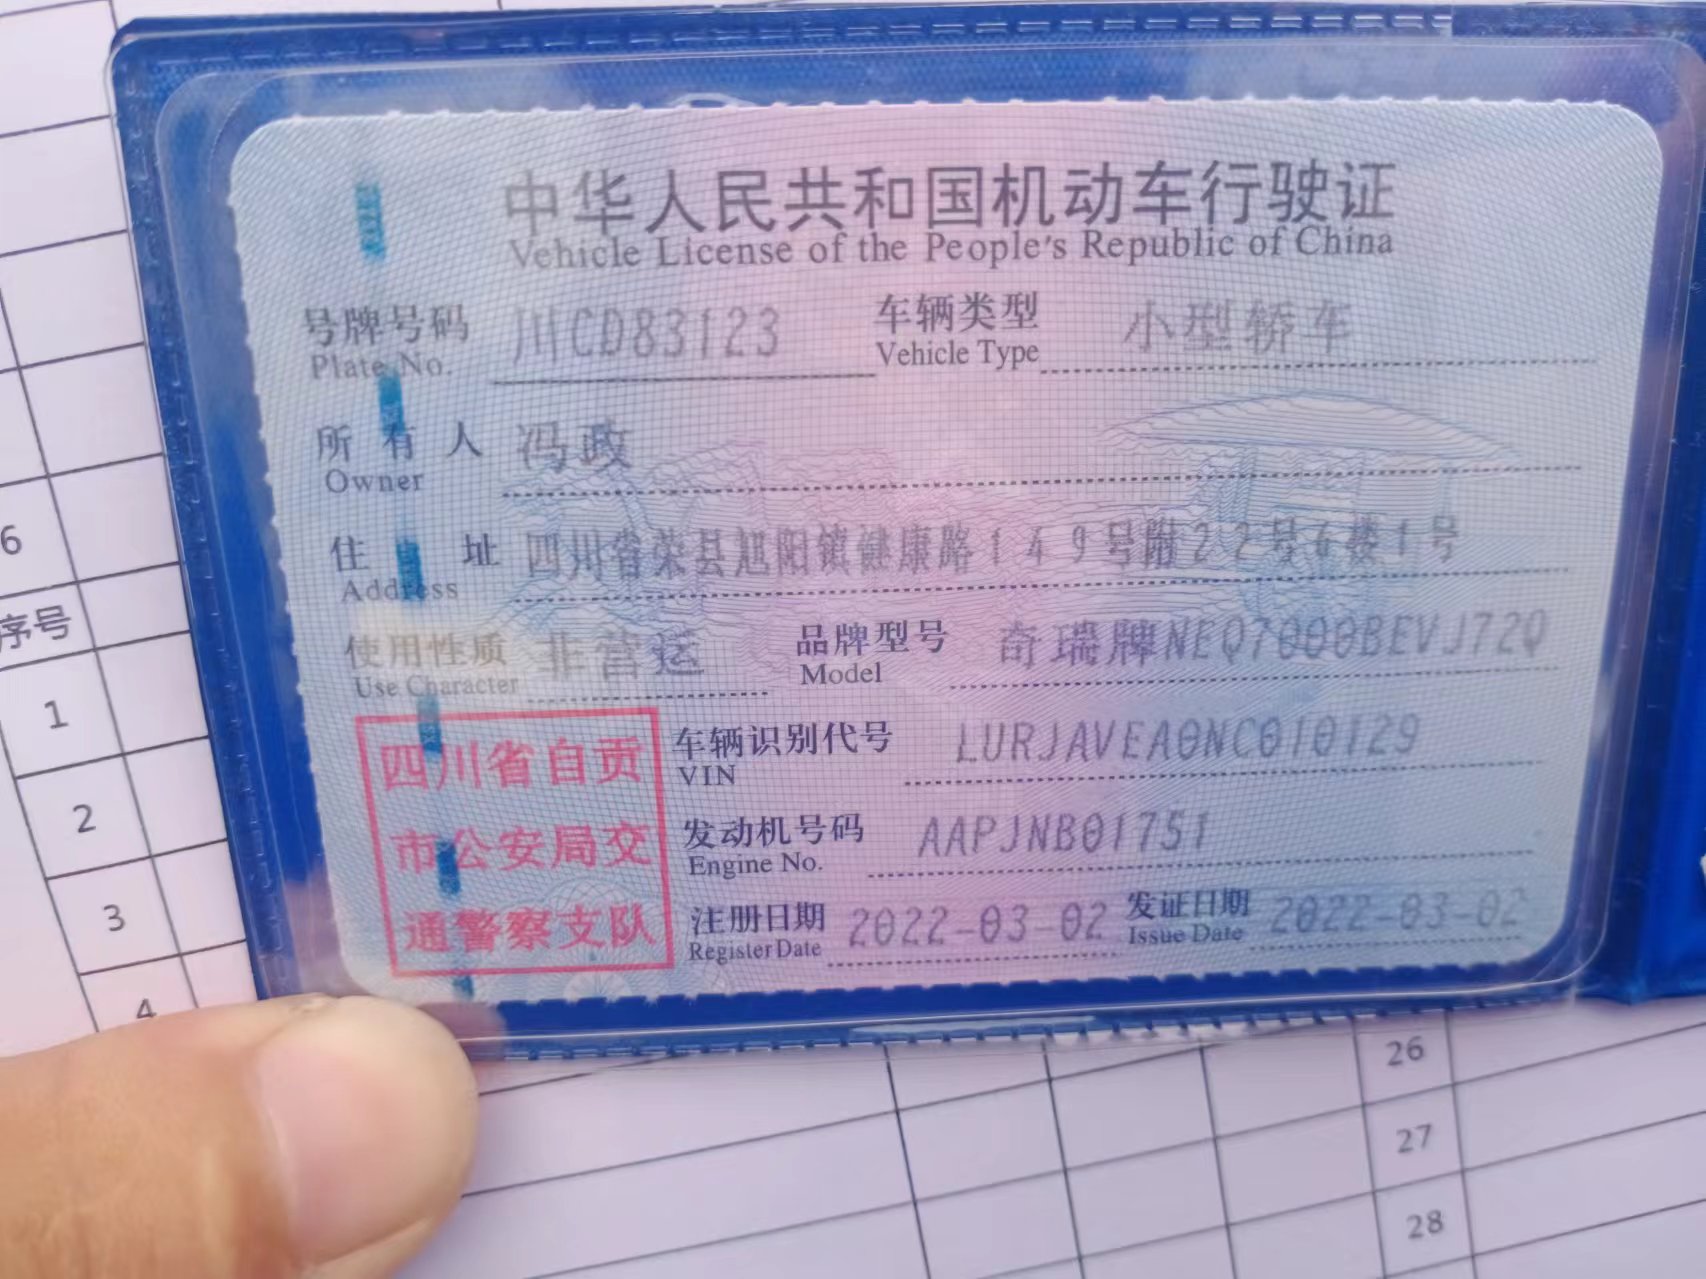 中华人民共和国机动车行驶证
Vehicle License of the People's Republic of China
号牌号码 川CD83123 车辆类型 小型轿车
Plate No. Vehicle Type
所有人 冯政
Owner
住址 四川省荣县旭阳镇健康路149号附22号6楼1号
Address
使用性质 非营运 品牌型号 奇瑞牌NEQ7000BEVJ72Q
Use Character Model
四川省自贡
市公安局交
通警察支队
车辆识别代号 LURJAVEA0NC010129
VIN
发动机号码 AAPJNB01751
Engine No.
注册日期 2022-03-02 发证日期 2022-03-02
Register Date Issue Date
6
序号
1
2
3
4
26
27
28